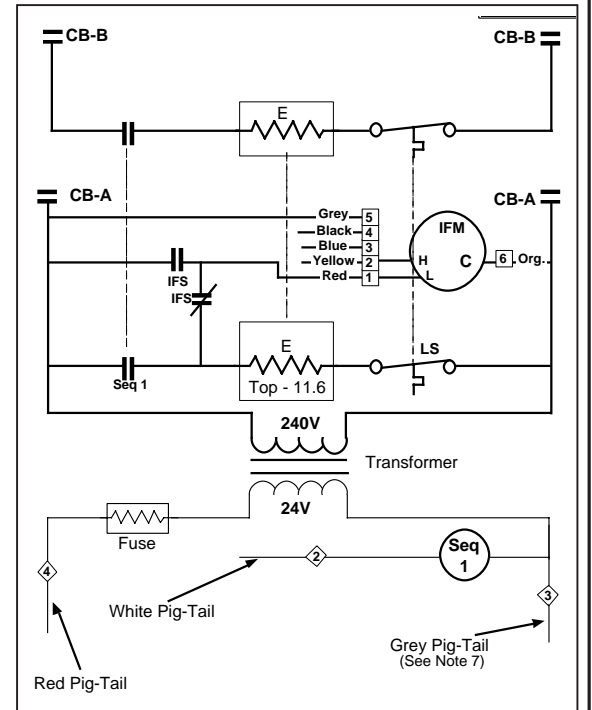 CB-B
CB-B
E
CB-A
CB-A
Grey 5
Black 4
Blue 3
Yellow 2
Red 1
IFM
H
C
L
6 Org.
IFS
IFS
Seq 1
E
Top - 11.6
LS
240V
Transformer
24V
Fuse
Seq
1
2
4
3
White Pig-Tail
Grey Pig-Tail
(See Note 7)
Red Pig-Tail